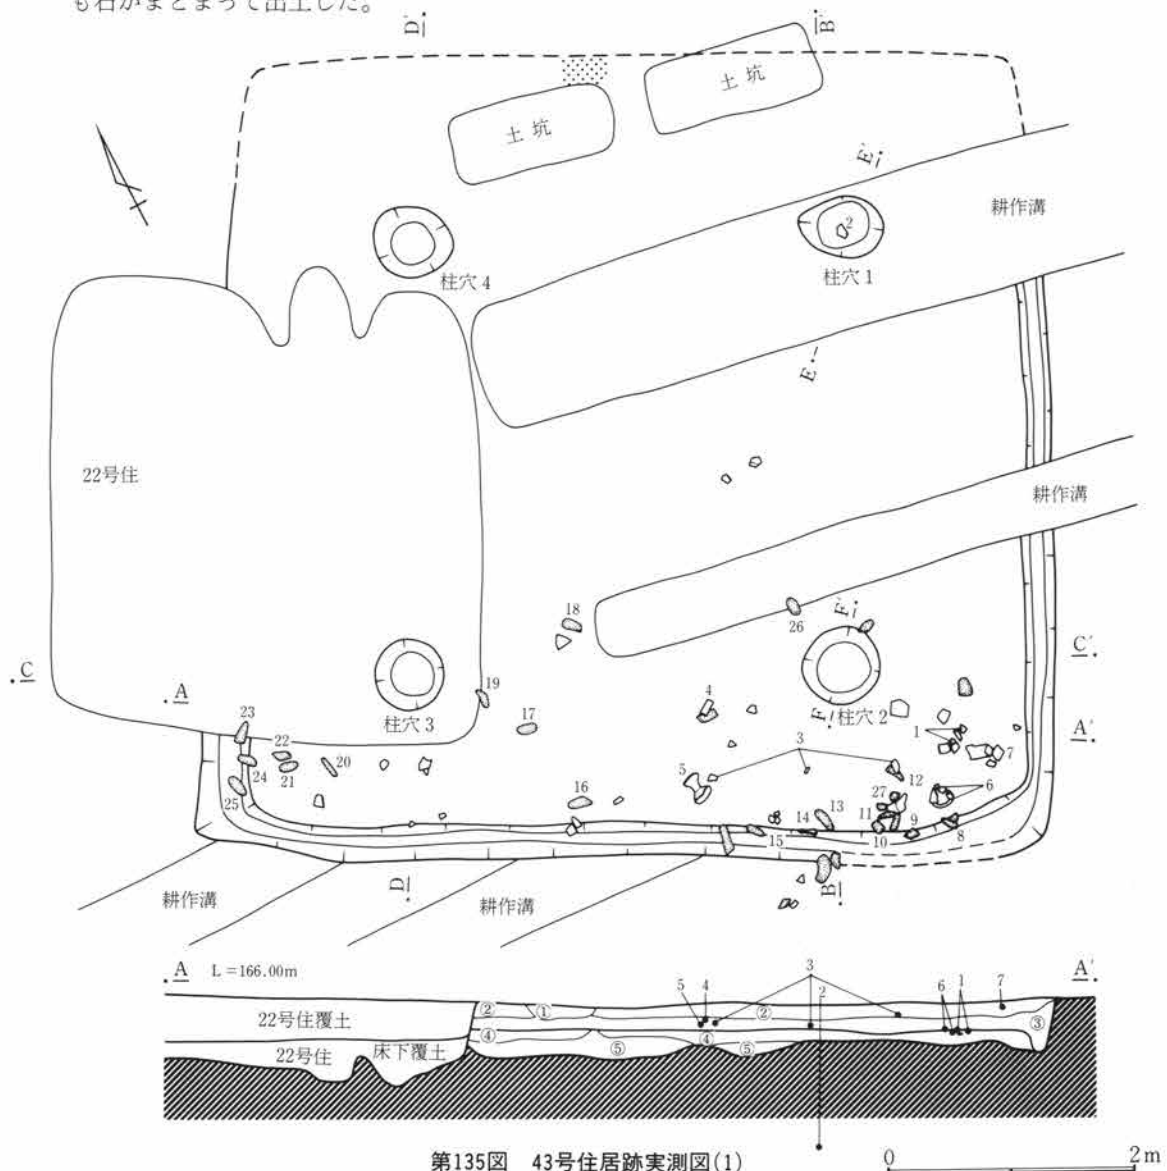 も石がまとまって出土した。
D′
B′
土坑
土坑
E′
耕作溝
2
柱穴4
柱穴1
E
22号住
耕作溝
18
26
F′
C
C′
A
19
4
23
柱穴3
17
F
柱穴2
A′
3
1
7
22
24
21
20
5
12
6
25
16
27
13
11
14
9
8
15
10
D
B
耕作溝
耕作溝
A L=166.00m
3
A′
5
4
2
6
1
7
②
①
②
22号住覆土
③
④
④
22号住
床下覆土
⑤
⑤
第135図 43号住居跡実測図(1)
0
2m